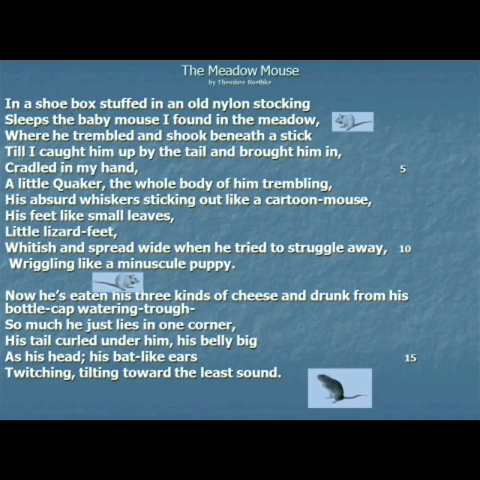 The Meadow Mouse
by Theodore Roethke
In a shoe box stuffed in an old nylon stocking
Sleeps the baby mouse I found in the meadow,
Where he trembled and shook beneath a stick
Till I caught him up by the tail and brought him in,
Cradled in my hand, 5
A little Quaker, the whole body of him trembling,
His absurd whiskers sticking out like a cartoon-mouse,
His feet like small leaves,
Little lizard-feet,
Whitish and spread wide when he tried to struggle away, 10
Wriggling like a minuscule puppy.
Now he's eaten his three kinds of cheese and drunk from his
bottle-cap watering-trough-
So much he just lies in one corner,
His tail curled under him, his belly big
As his head; his bat-like ears 15
Twitching, tilting toward the least sound.